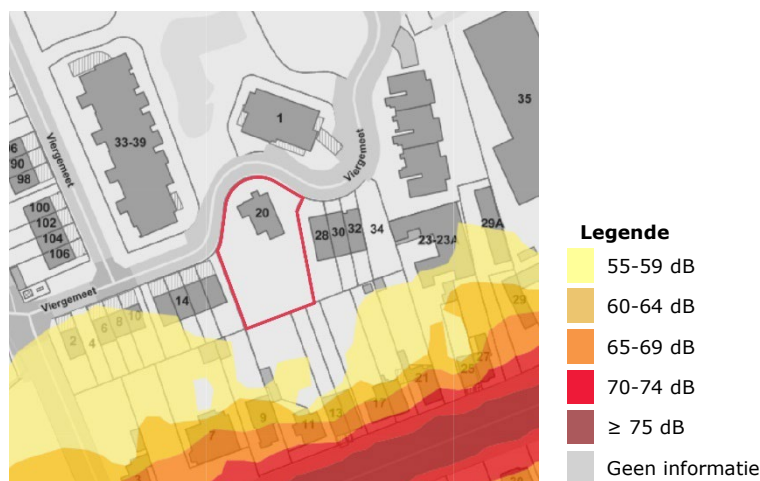 35
33-39
1
Viergemeet
Viergemeet
90
98
100
102
104
106
20
28 30 32 34
23-23A
29A
Viergemeet
14
2 4 6 8 10
29
27
25
21
17
13
11
9
7
Legende
55-59 dB
60-64 dB
65-69 dB
70-74 dB
≥ 75 dB
Geen informatie